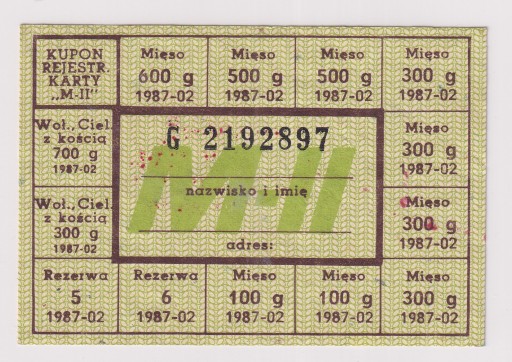 KUPON
REJESTR.
KARTY
„M-II"
Mięso
600 g
1987-02
Mięso
500 g
1987-02
Mięso
500 g
1987-02
Mięso
300 g
1987-02
Woł., Ciel.
z kością
700 g
1987-02
G 2192897
M-II
nazwisko i imię
adres:
Mięso
300 g
1987-02
Woł., Ciel.
z kością
300 g
1987-02
Mięso
300 g
1987-02
Rezerwa
5
1987-02
Rezerwa
6
1987-02
Mięso
100 g
1987-02
Mięso
100 g
1987-02
Mięso
300 g
1987-02